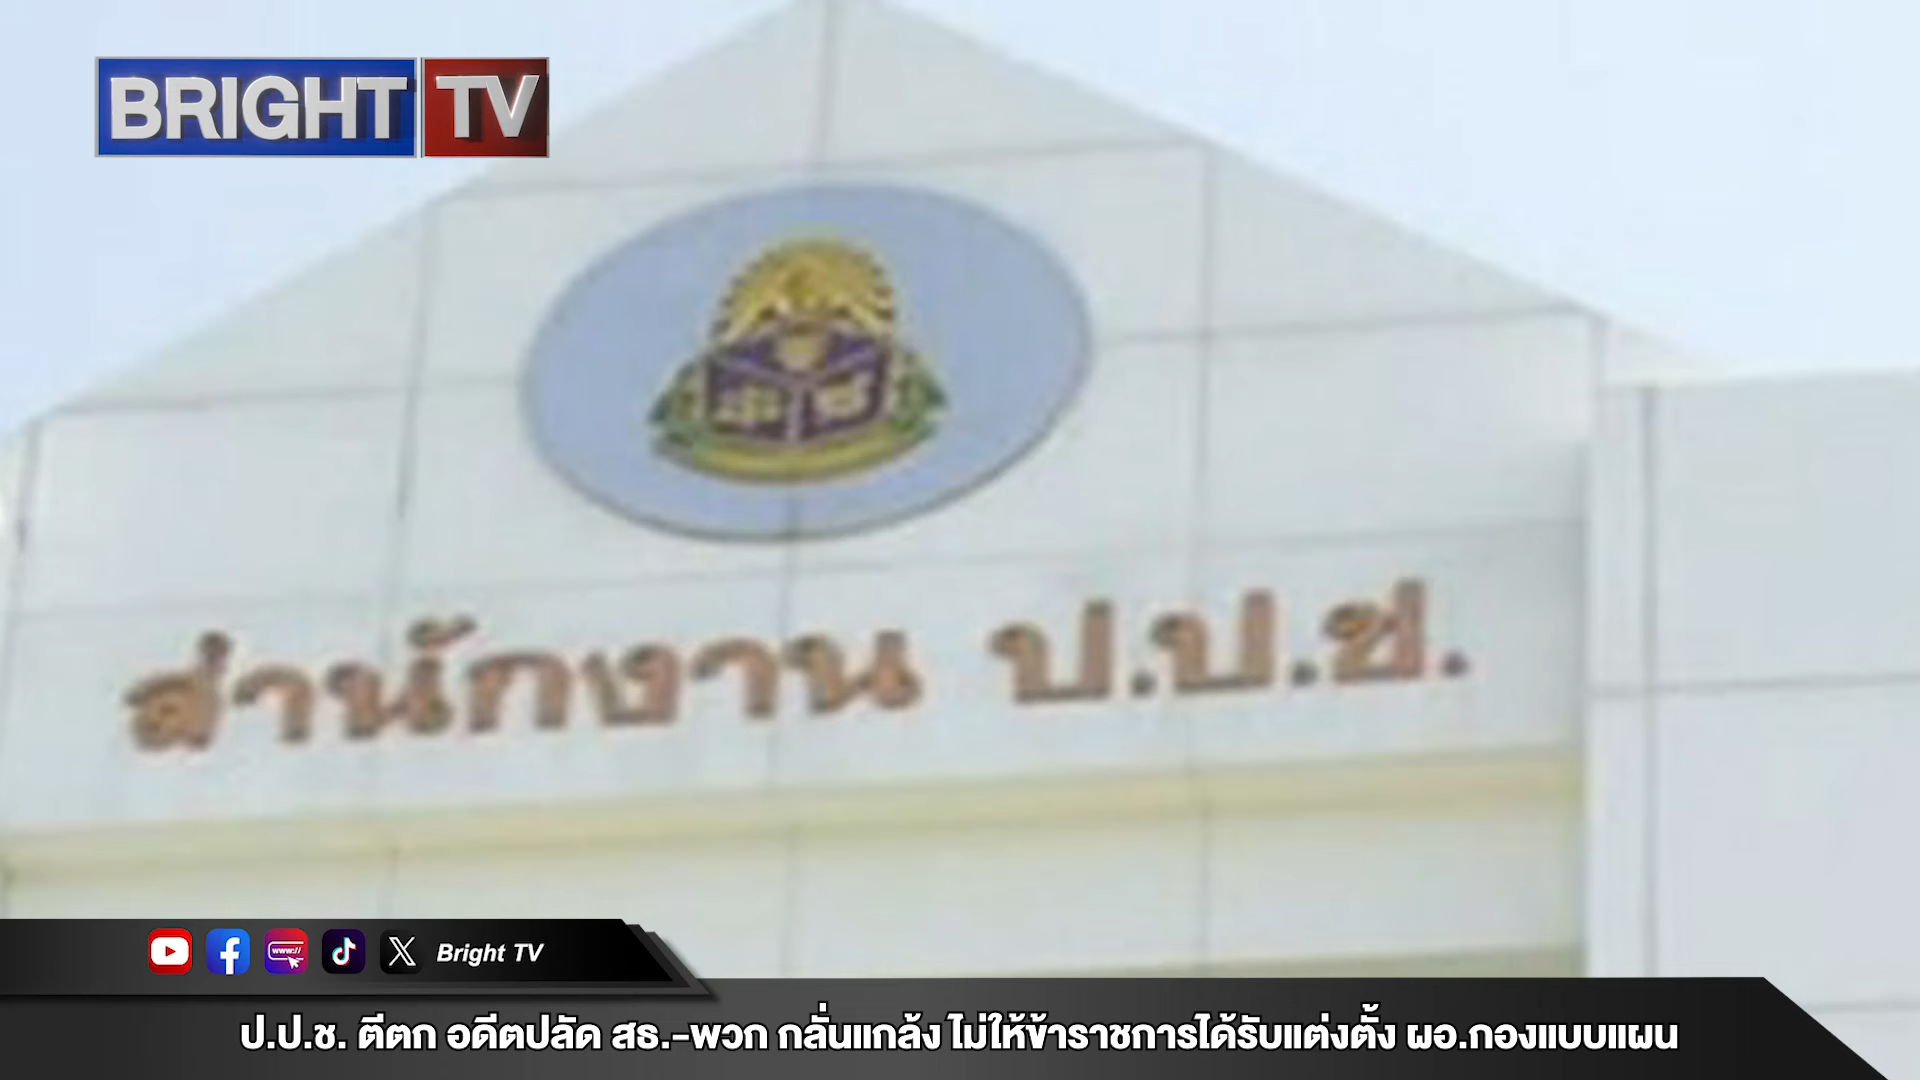 BRIGHT TV
สำนักงาน ป.ป.ช.
www://
Bright TV
ป.ป.ช. ตีตก อดีตปลัด สธ.-พวก กลั่นแกล้ง ไม่ให้ข้าราชการได้รับแต่งตั้ง ผอ.กองแบบแผน